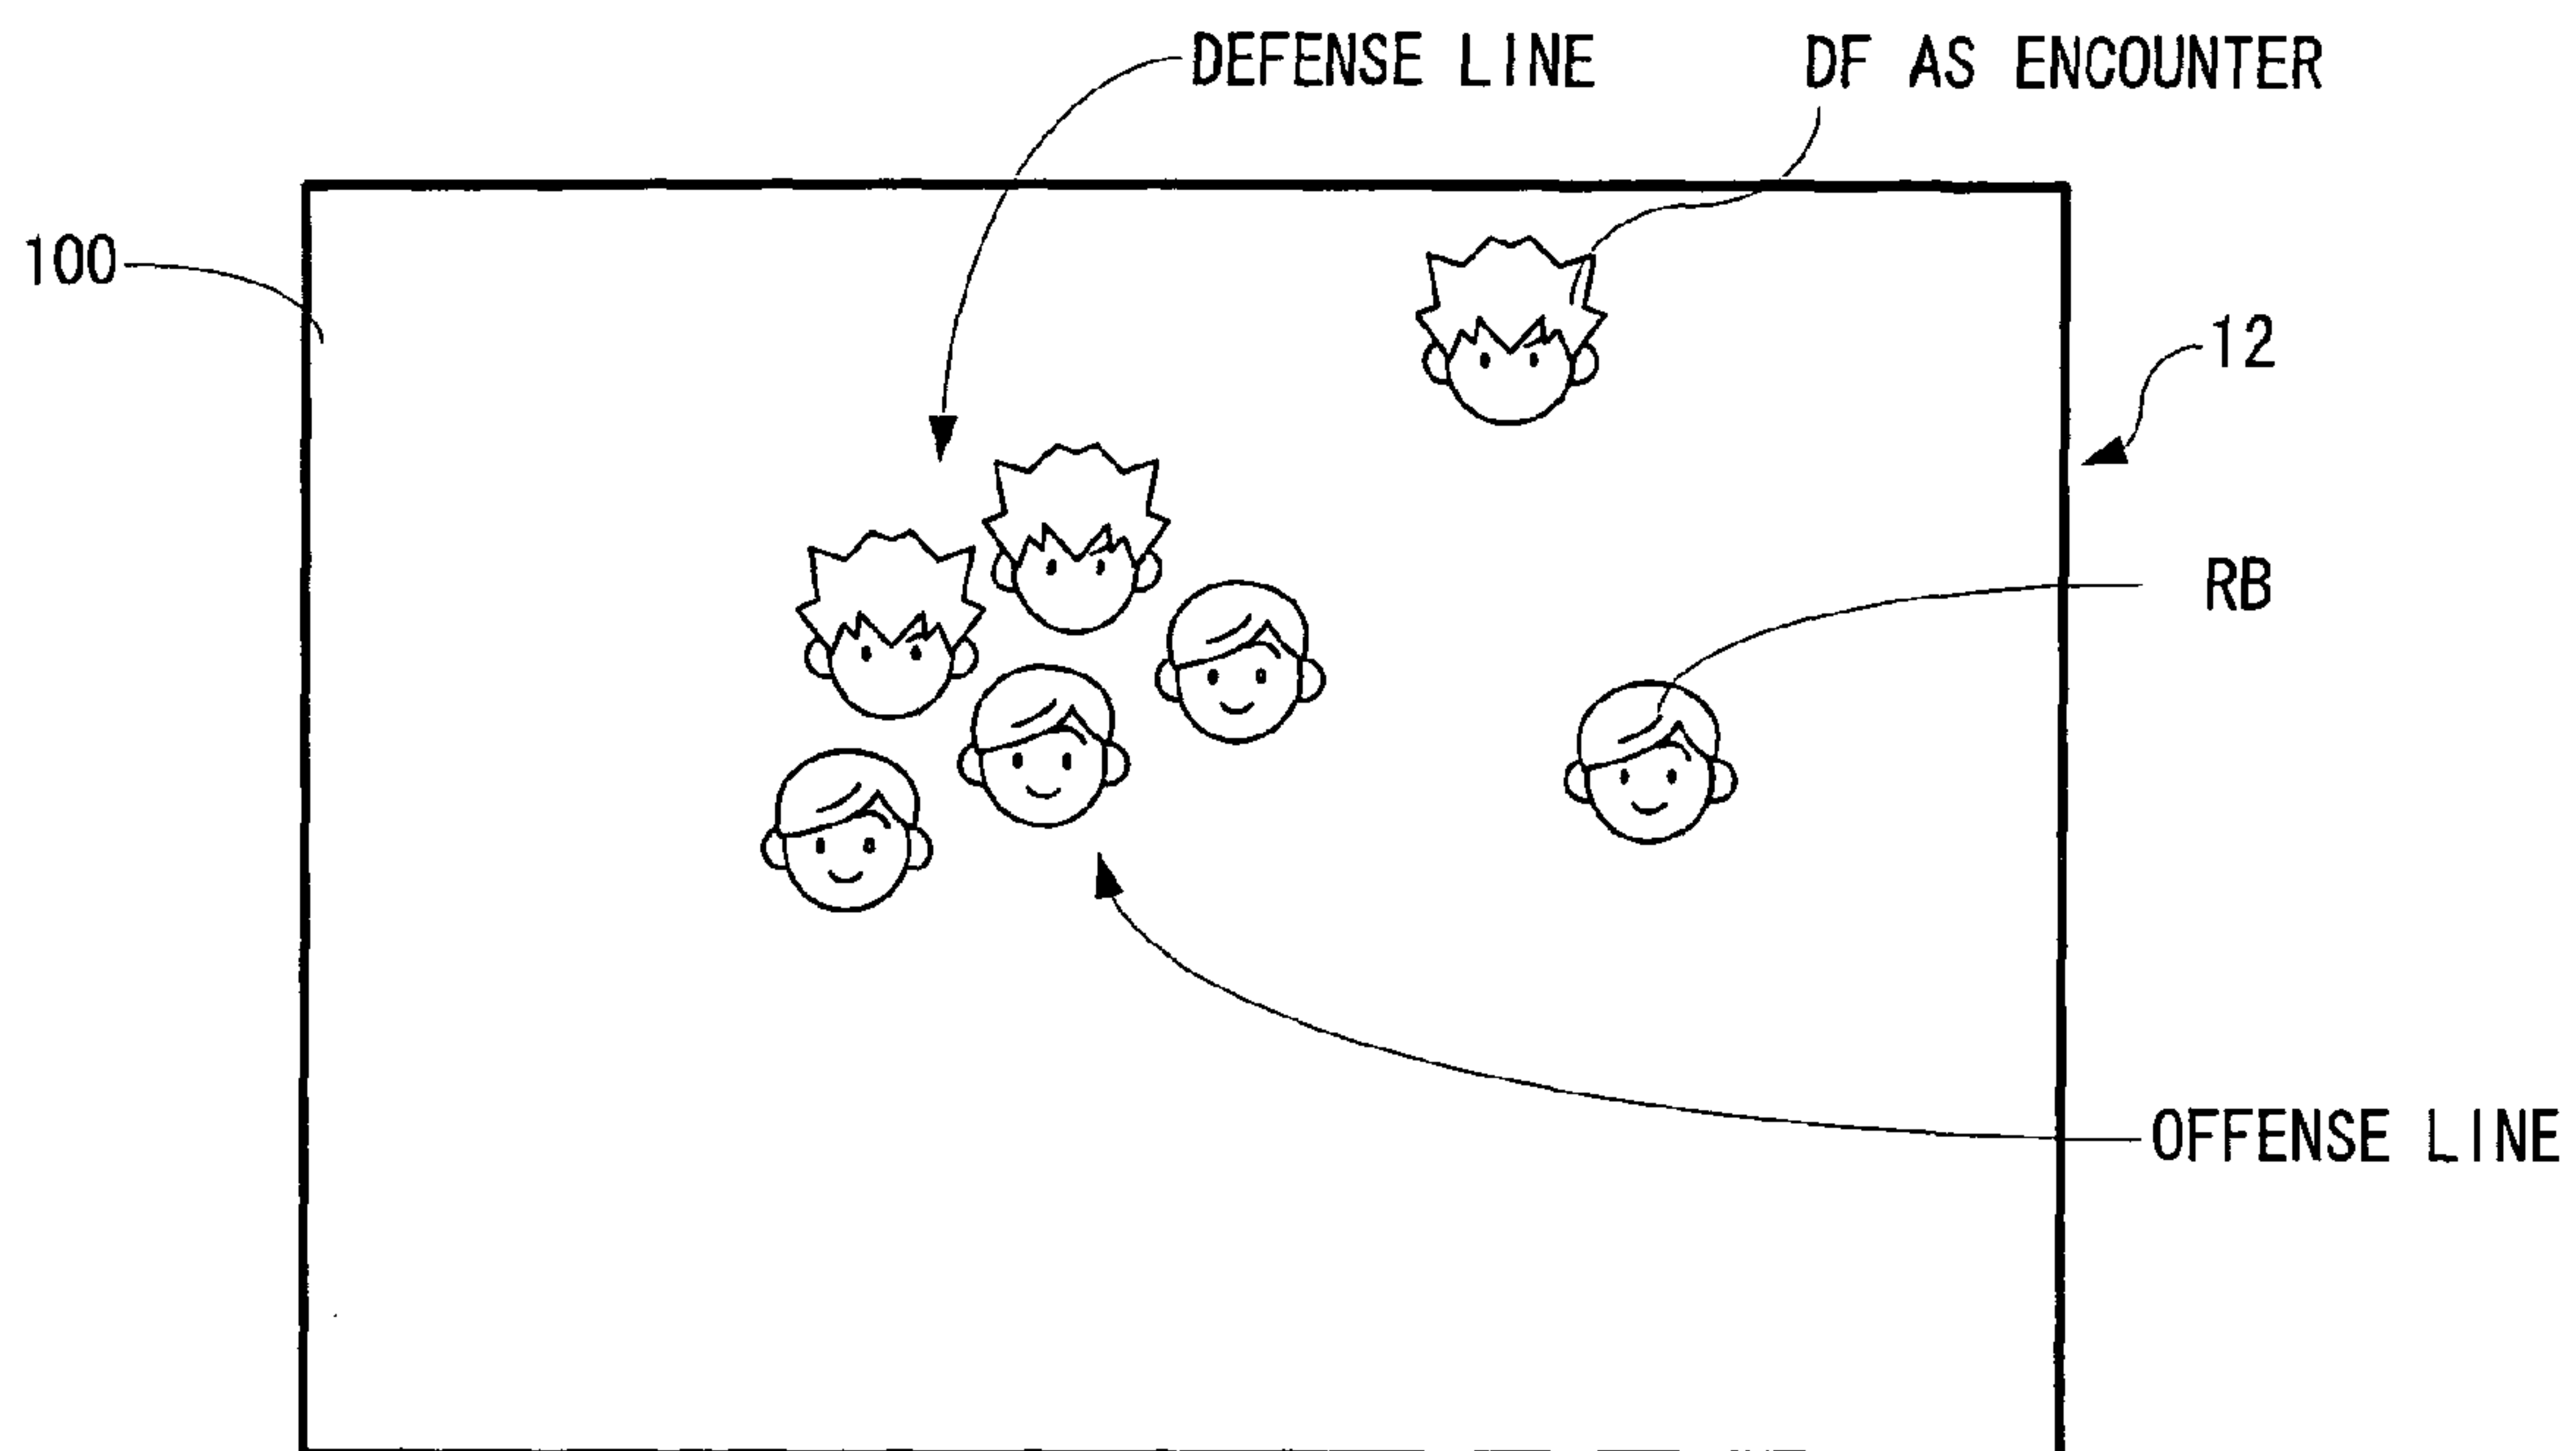 DEFENSE LINE
DF AS ENCOUNTER
100
12
RB
OFFENSE LINE